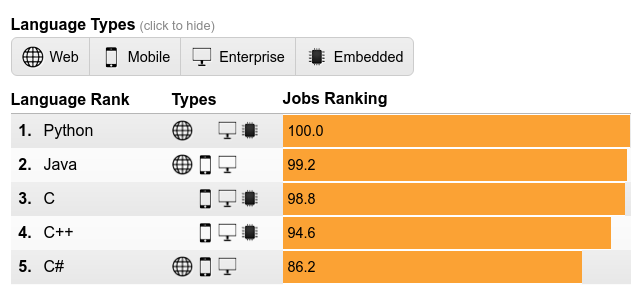 Language Types (click to hide)
Web Mobile Enterprise Embedded
Language Rank Types Jobs Ranking
1. Python 100.0
2. Java 99.2
3. C 98.8
4. C++ 94.6
5. C# 86.2